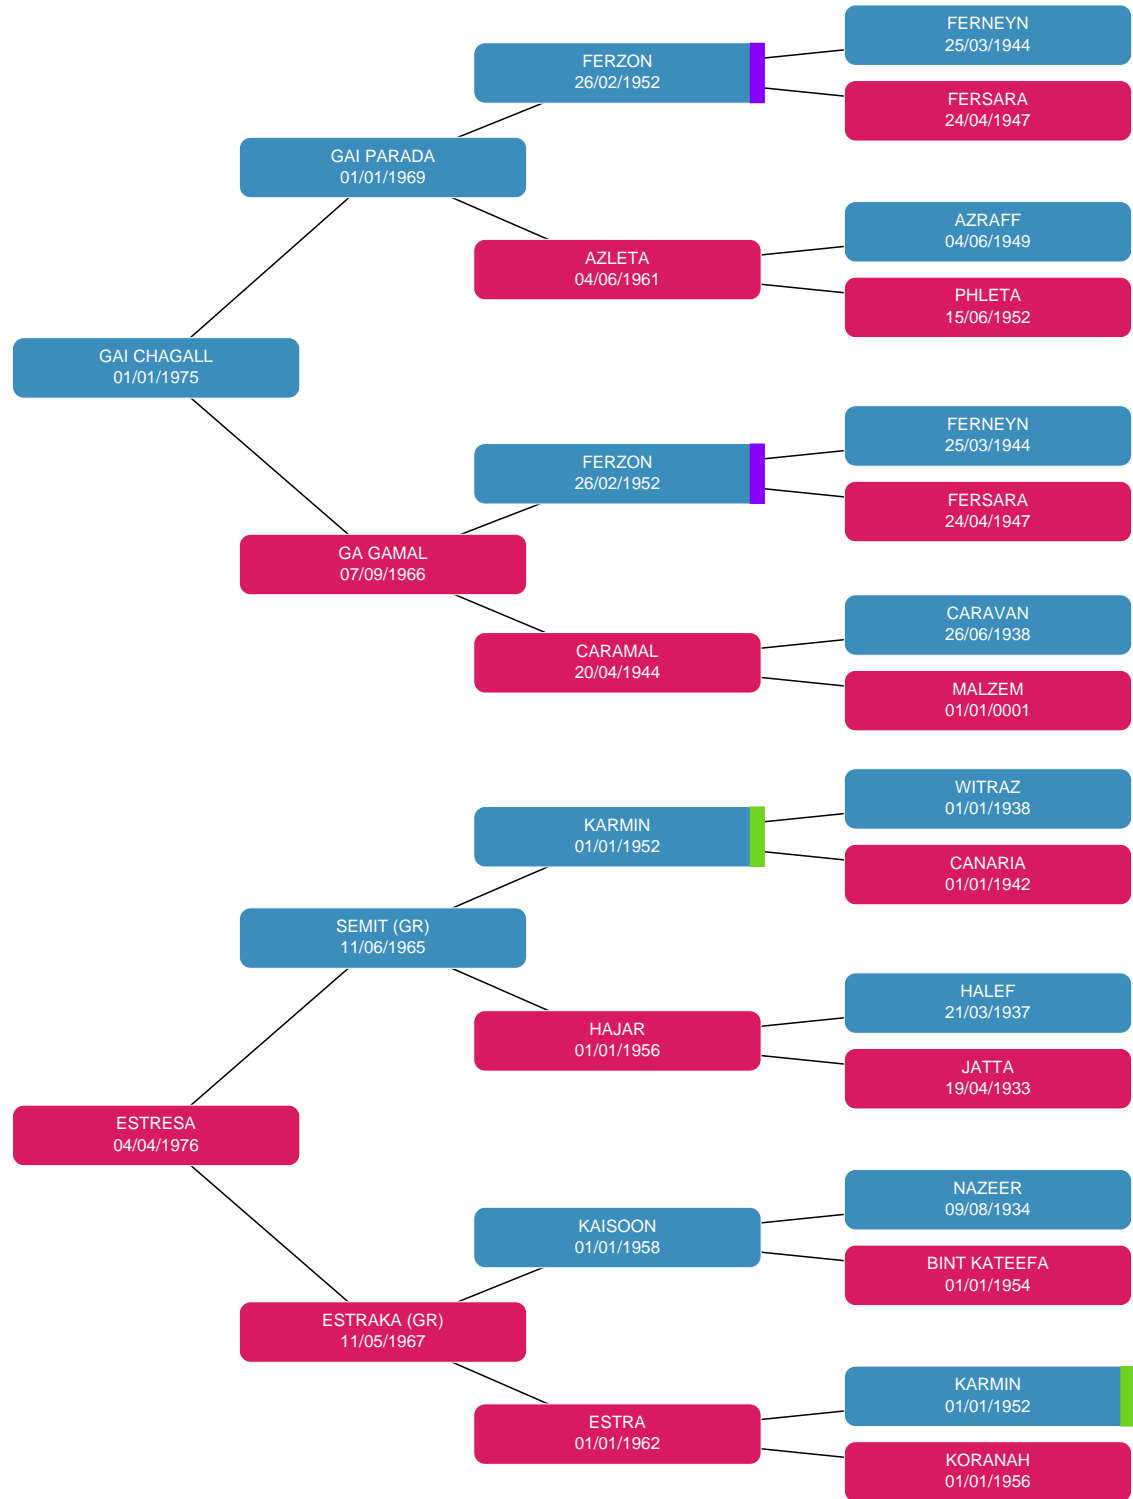 FERNEYN
25/03/1944
FERZON
26/02/1952
FERSARA
24/04/1947
GAI PARADA
01/01/1969
AZRAFF
04/06/1949
AZLETA
04/06/1961
PHLETA
15/06/1952
GAI CHAGALL
01/01/1975
FERNEYN
25/03/1944
FERZON
26/02/1952
FERSARA
24/04/1947
GA GAMAL
07/09/1966
CARAVAN
26/06/1938
CARAMAL
20/04/1944
MALZEM
01/01/0001
WITRAZ
01/01/1938
KARMIN
01/01/1952
CANARIA
01/01/1942
SEMIT (GR)
11/06/1965
HALEF
21/03/1937
HAJAR
01/01/1956
JATTA
19/04/1933
ESTRESA
04/04/1976
NAZEER
09/08/1934
KAISOON
01/01/1958
BINT KATEEFA
01/01/1954
ESTRAKA (GR)
11/05/1967
KARMIN
01/01/1952
ESTRA
01/01/1962
KORANAH
01/01/1956